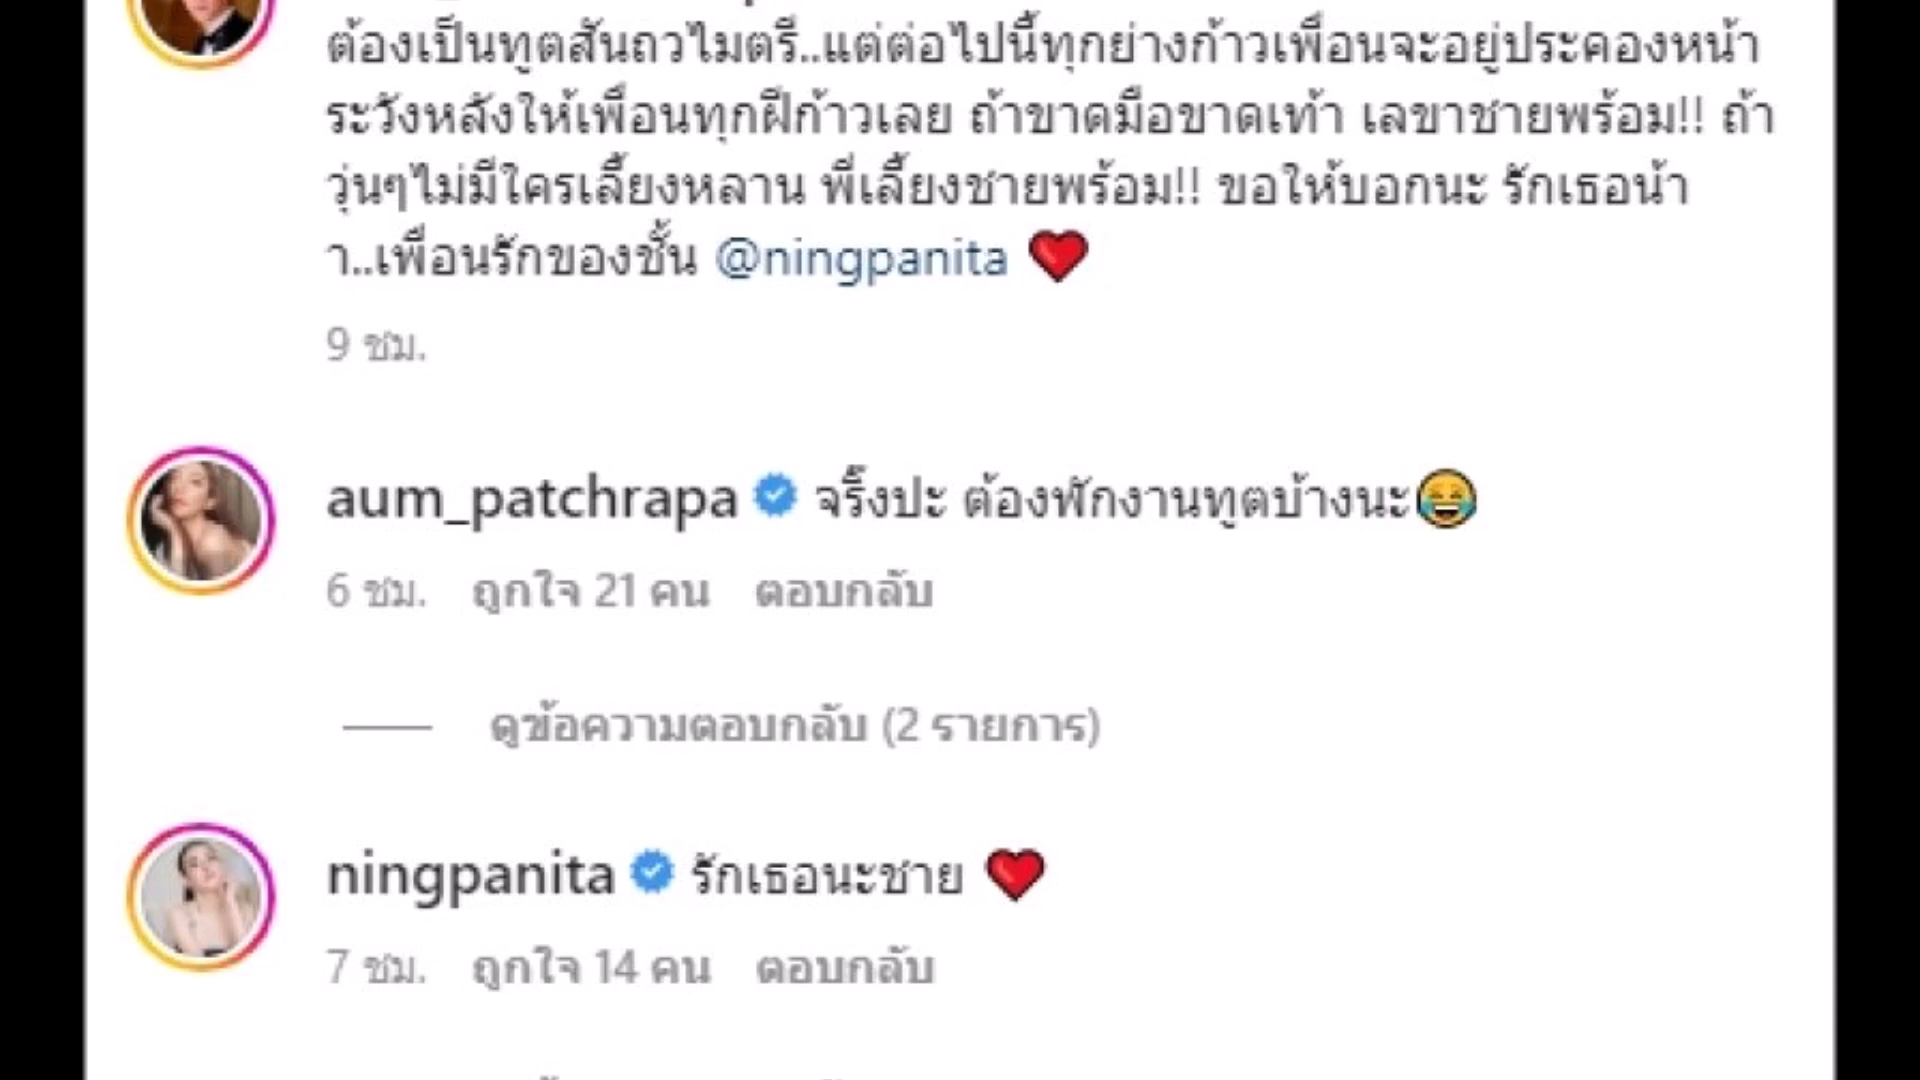 ต้องเป็นทูตสันถวไมตรี..แต่ต่อไปนี้ทุกย่างก้าวเพื่อนจะอยู่ประคองหน้า
ระวังหลังให้เพื่อนทุกฝีก้าวเลย ถ้าขาดมือขาดเท้า เลขาชายพร้อม!! ถ้า
วุ่นๆไม่มีใครเลี้ยงหลาน พี่เลี้ยงชายพร้อม!! ขอให้บอกนะ รักเธอน้า
า..เพื่อนรักของชั้น @ningpanita ❤️
9 ชม.
aum_patchrapa จริ๊งปะ ต้องพักงานทูตบ้างนะ😂
6 ชม. ถูกใจ 21 คน ตอบกลับ
ดูข้อความตอบกลับ (2 รายการ)
ningpanita รักเธอนะชาย ❤️
7 ชม. ถูกใจ 14 คน ตอบกลับ